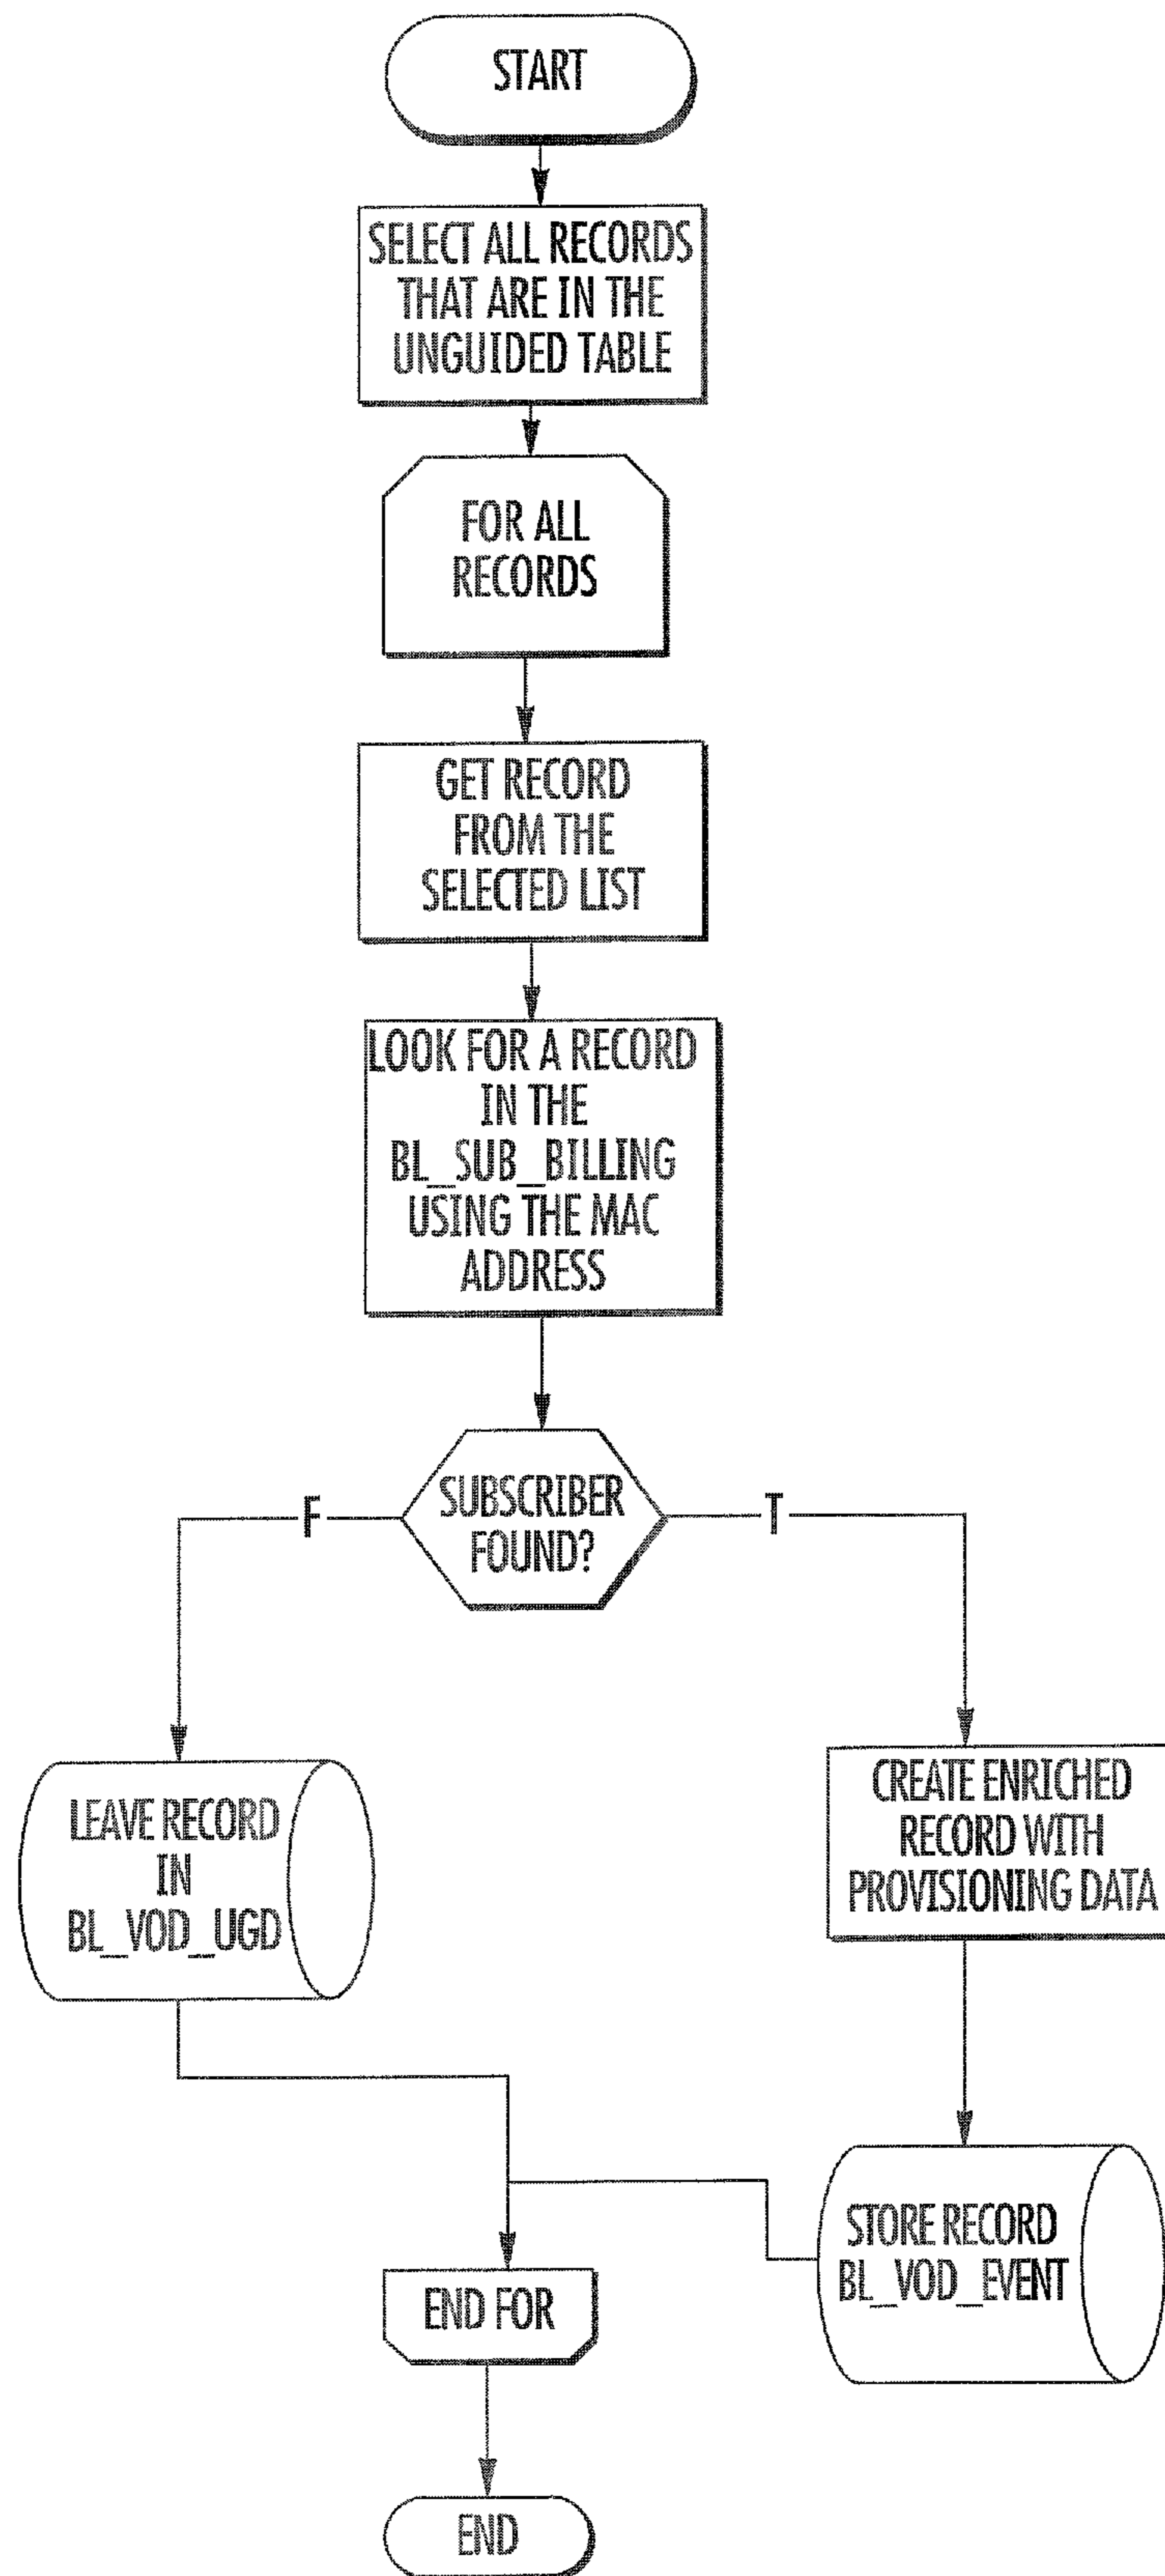 START
SELECT ALL RECORDS
THAT ARE IN THE
UNGUIDED TABLE
FOR ALL
RECORDS
GET RECORD
FROM THE
SELECTED LIST
LOOK FOR A RECORD
IN THE
BL_SUB_BILLING
USING THE MAC
ADDRESS
SUBSCRIBER
FOUND?
F
T
LEAVE RECORD
IN
BL_VOD_UGD
CREATE ENRICHED
RECORD WITH
PROVISIONING DATA
STORE RECORD
BL_VOD_EVENT
END FOR
END